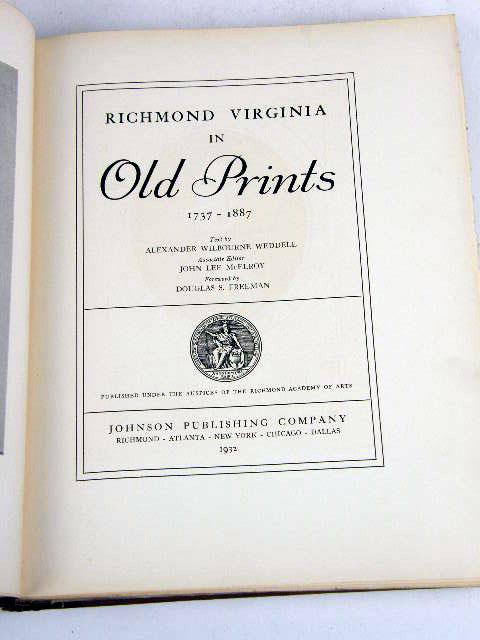 RICHMOND VIRGINIA
IN
Old Prints
1737 - 1887
Text by
ALEXANDER WILBOURNE WEDDELL
Associate Editor
JOHN LEE McELROY
Foreword by
DOUGLAS S. FREEMAN
PUBLISHED UNDER THE AUSPICES OF THE RICHMOND ACADEMY OF ARTS
JOHNSON PUBLISHING COMPANY
RICHMOND - ATLANTA - NEW YORK - CHICAGO - DALLAS
1932